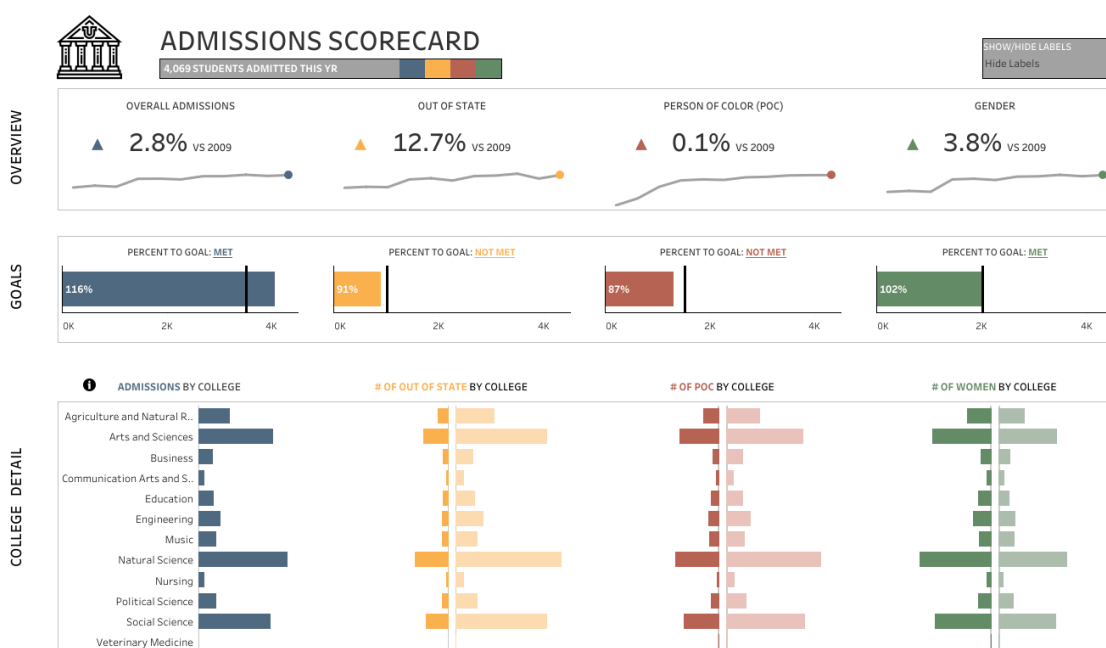 ADMISSIONS SCORECARD
4,069 STUDENTS ADMITTED THIS YR
SHOW/HIDE LABELS
Hide Labels
OVERVIEW
OVERALL ADMISSIONS
2.8% VS 2009
OUT OF STATE
12.7% VS 2009
PERSON OF COLOR (POC)
0.1% VS 2009
GENDER
3.8% VS 2009
GOALS
PERCENT TO GOAL: MET
116%
0K 2K 4K
PERCENT TO GOAL: NOT MET
91%
0K 2K 4K
PERCENT TO GOAL: NOT MET
87%
0K 2K 4K
PERCENT TO GOAL: MET
102%
0K 2K 4K
COLLEGE DETAIL
ADMISSIONS BY COLLEGE
# OF OUT OF STATE BY COLLEGE
# OF POC BY COLLEGE
# OF WOMEN BY COLLEGE
Agriculture and Natural R..
Arts and Sciences
Business
Communication Arts and S..
Education
Engineering
Music
Natural Science
Nursing
Political Science
Social Science
Veterinary Medicine